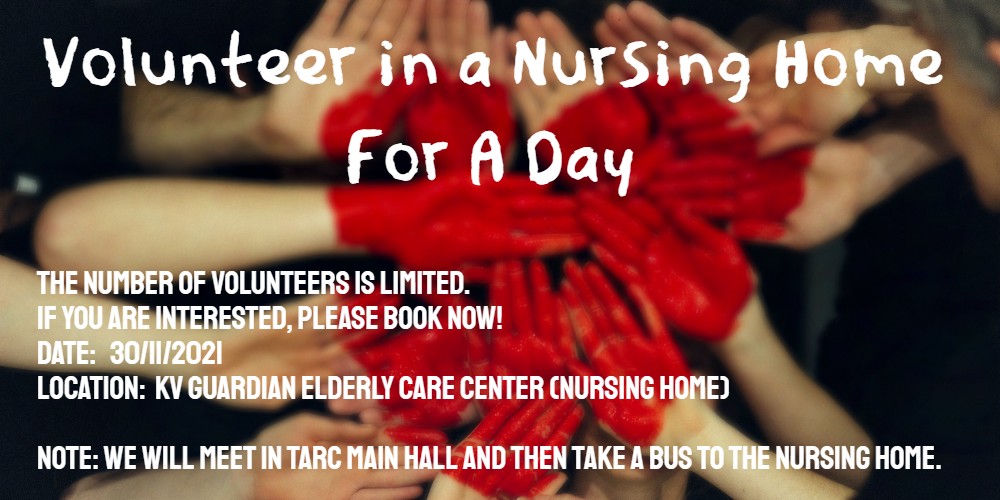 Volunteer in a Nursing Home
For A Day
THE NUMBER OF VOLUNTEERS IS LIMITED.
IF YOU ARE INTERESTED, PLEASE BOOK NOW!
DATE: 30/11/2021
LOCATION: KV GUARDIAN ELDERLY CARE CENTER (NURSING HOME)
NOTE: WE WILL MEET IN TARC MAIN HALL AND THEN TAKE A BUS TO THE NURSING HOME.